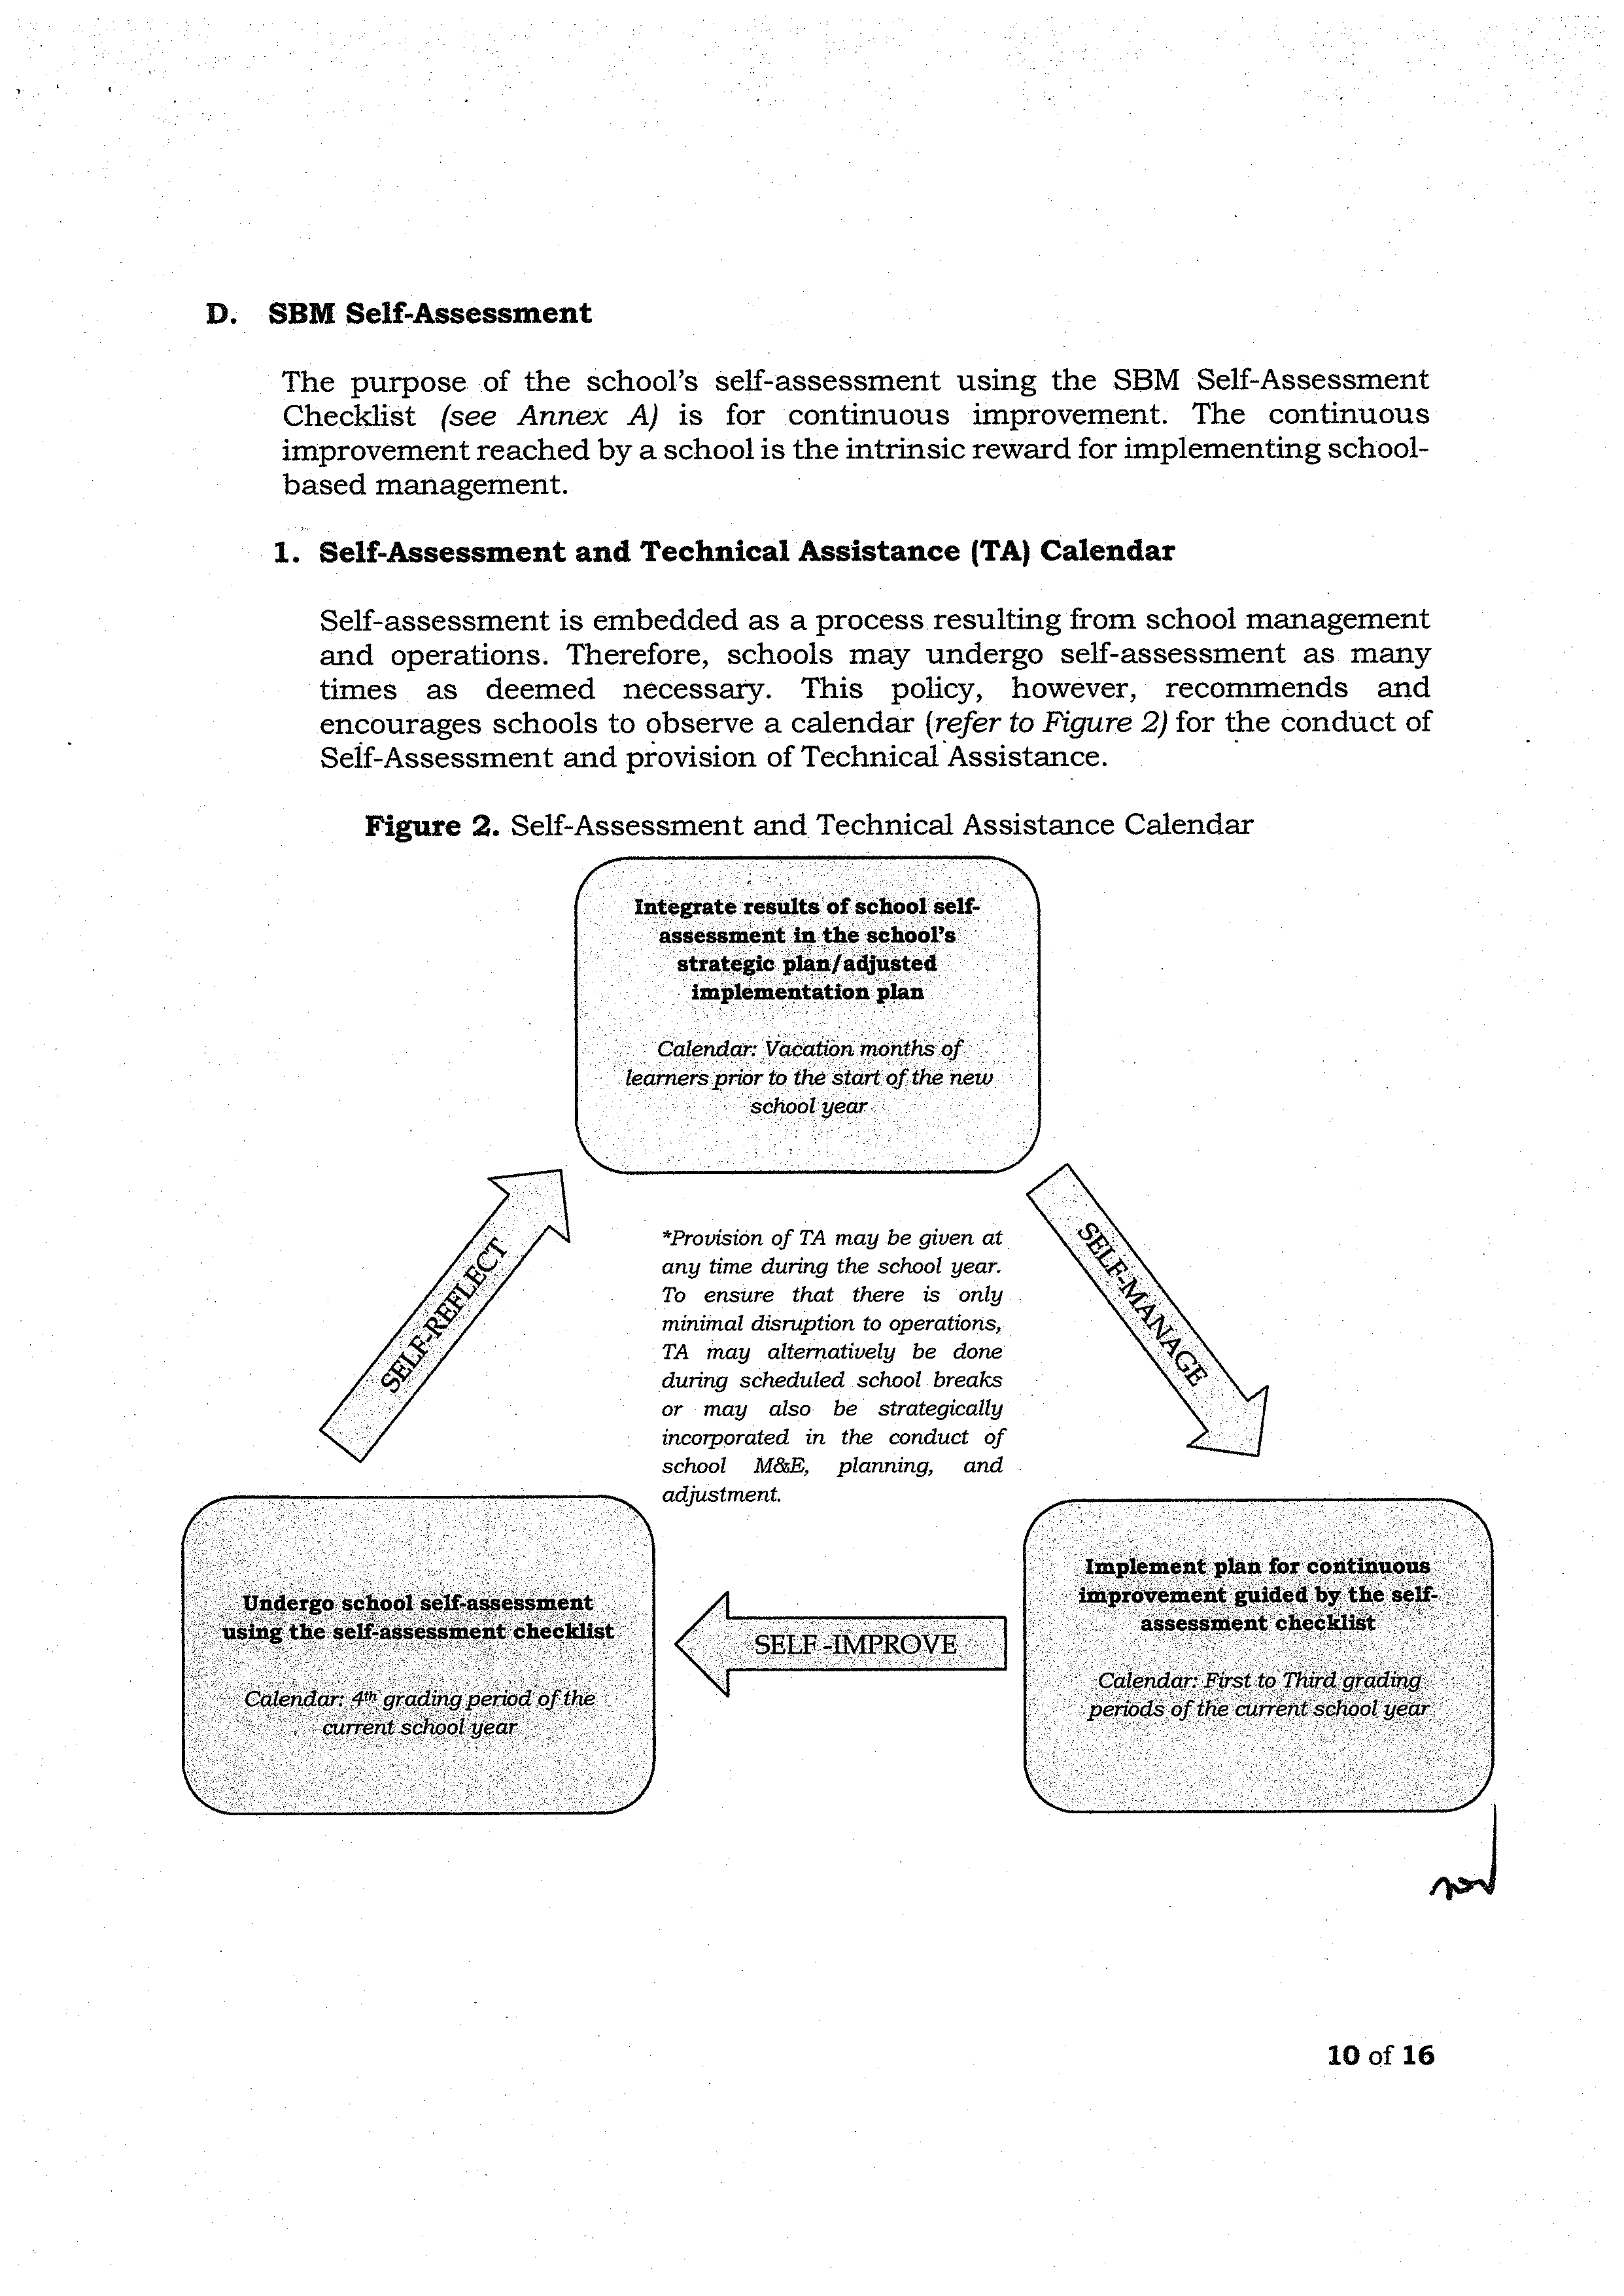 D. SBM Self-Assessment
The purpose of the school's self-assessment using the SBM Self-Assessment
Checklist (see Annex A) is for continuous improvement. The continuous
improvement reached by a school is the intrinsic reward for implementing school-
based management.
1. Self-Assessment and Technical Assistance (TA) Calendar
Self-assessment is embedded as a process resulting from school management
and operations. Therefore, schools may undergo self-assessment as many
times as deemed necessary. This policy, however, recommends and
encourages schools to observe a calendar (refer to Figure 2) for the conduct of
Self-Assessment and provision of Technical Assistance.
Figure 2. Self-Assessment and Technical Assistance Calendar
Integrate results of school self-
assessment in the school's
strategic plan/adjusted
implementation plan
Calendar: Vacation months of
learners prior to the start of the new
school year
SELF-REFLECT
*Provision of TA may be given at
any time during the school year.
To ensure that there is only
minimal disruption to operations,
TA may alternatively be done
during scheduled school breaks
or may also be strategically
incorporated in the conduct of
school M&E, planning, and
adjustment.
SELF-MANAGE
Undergo school self-assessment
using the self-assessment checklist
Calendar: 4th grading period of the
current school year
SELF -IMPROVE
Implement plan for continuous
improvement guided by the self-
assessment checklist
Calendar: First to Third grading
periods of the current school year
10 of 16